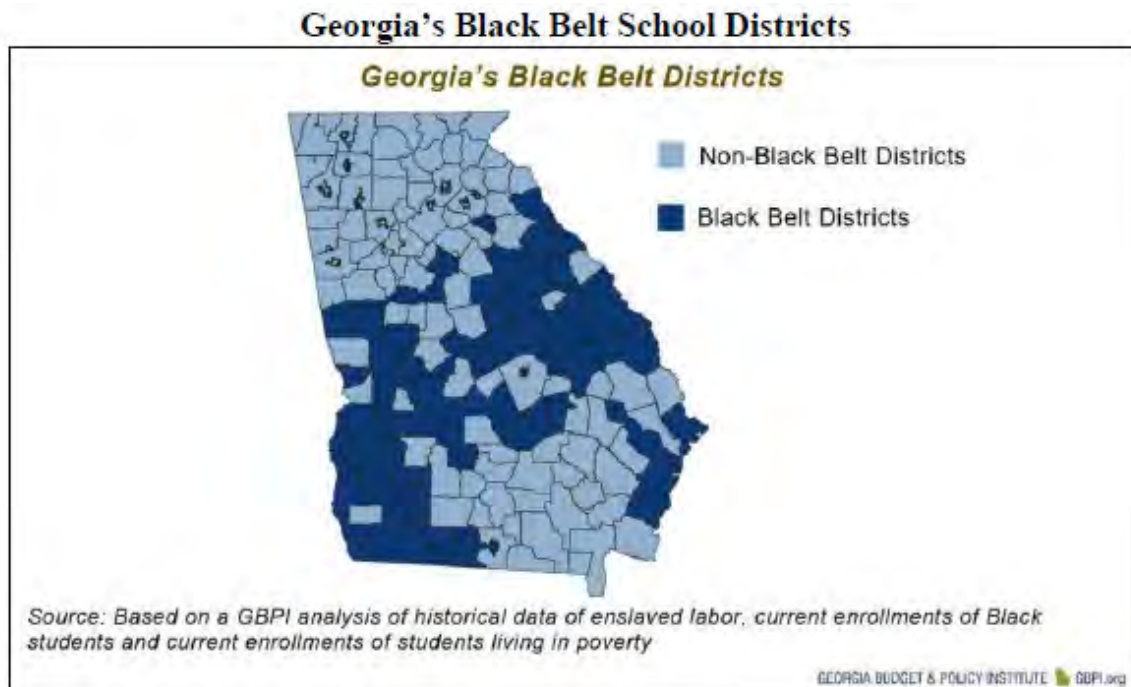 Georgia's Black Belt School Districts
Georgia's Black Belt Districts
Non-Black Belt Districts
Black Belt Districts
Source: Based on a GBPI analysis of historical data of enslaved labor, current enrollments of Black
students and current enrollments of students living in poverty
GEORGIA BUDGET & POLICY INSTITUTE GBPI.org